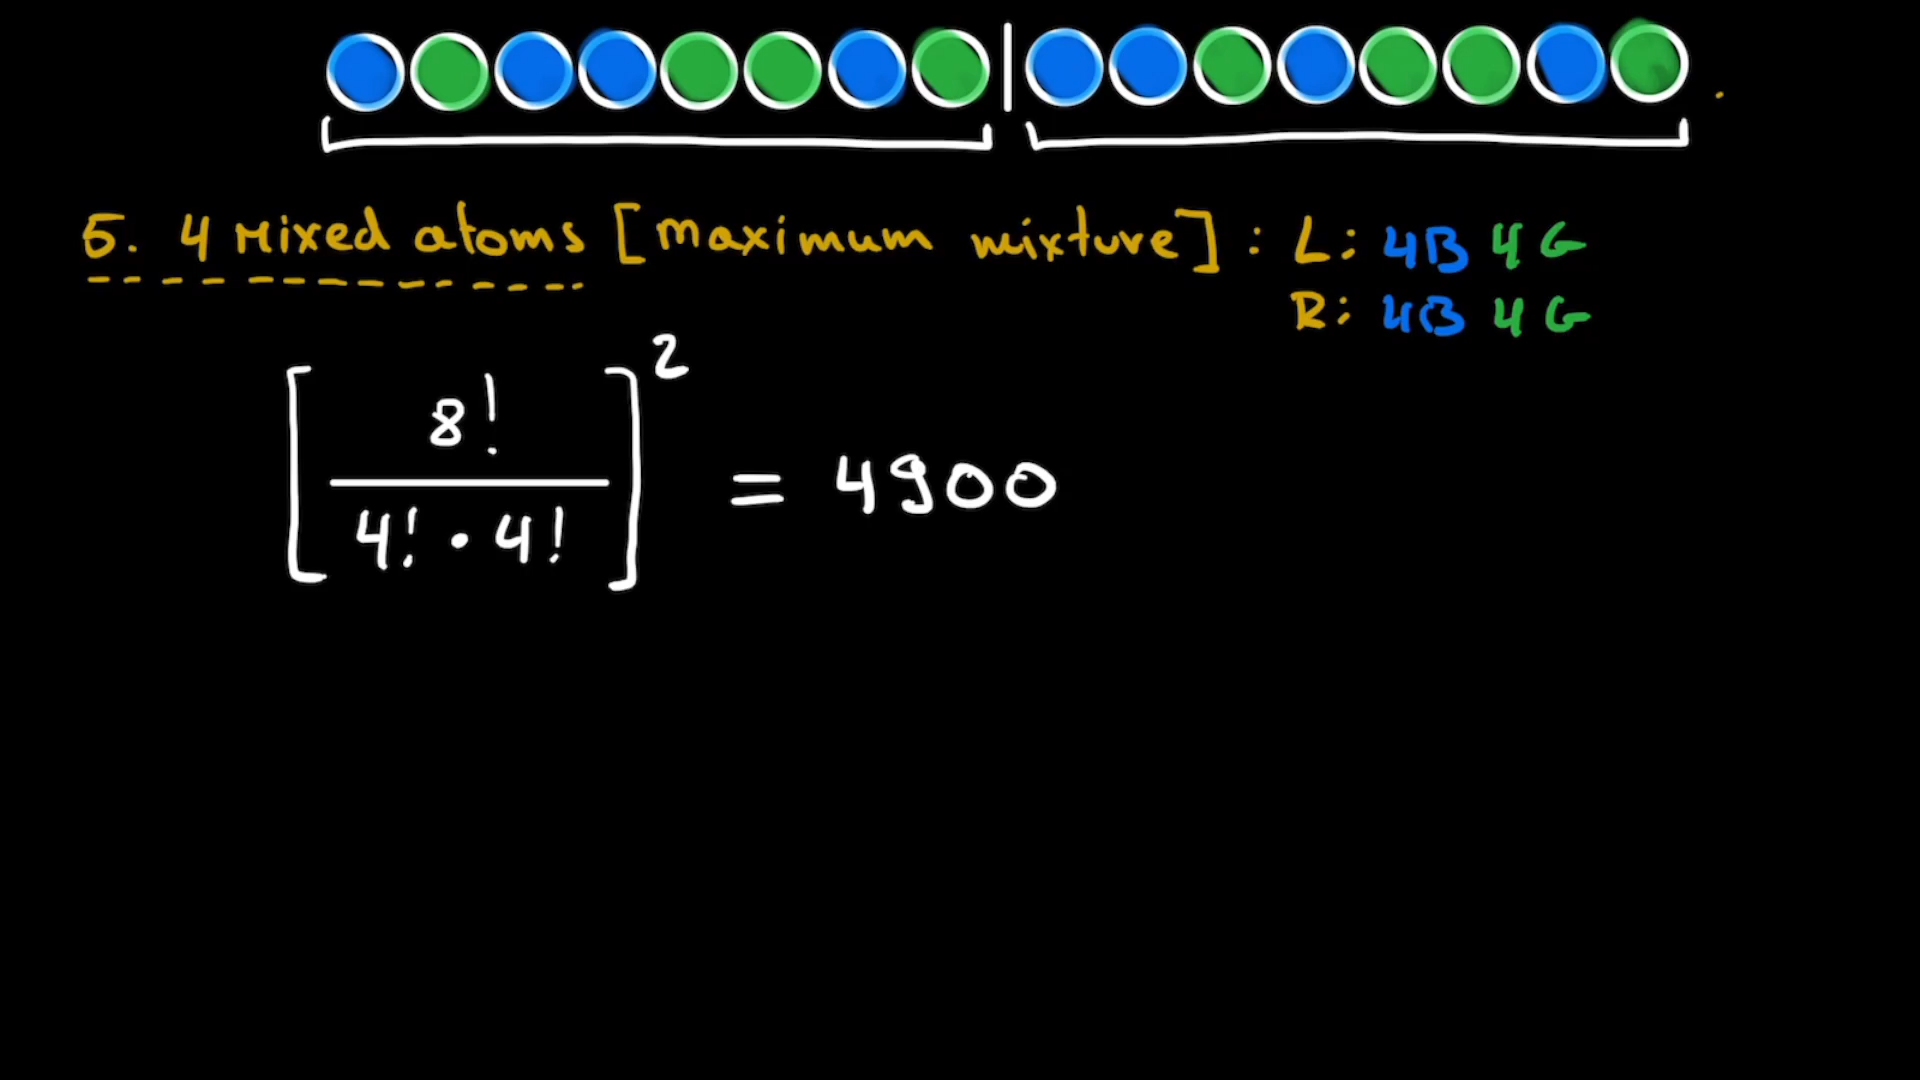 5. 4 Mixed atoms [maximum mixture] : L: 4B 4G
R: 4B 4G
[8! / 4! · 4!]² = 4900